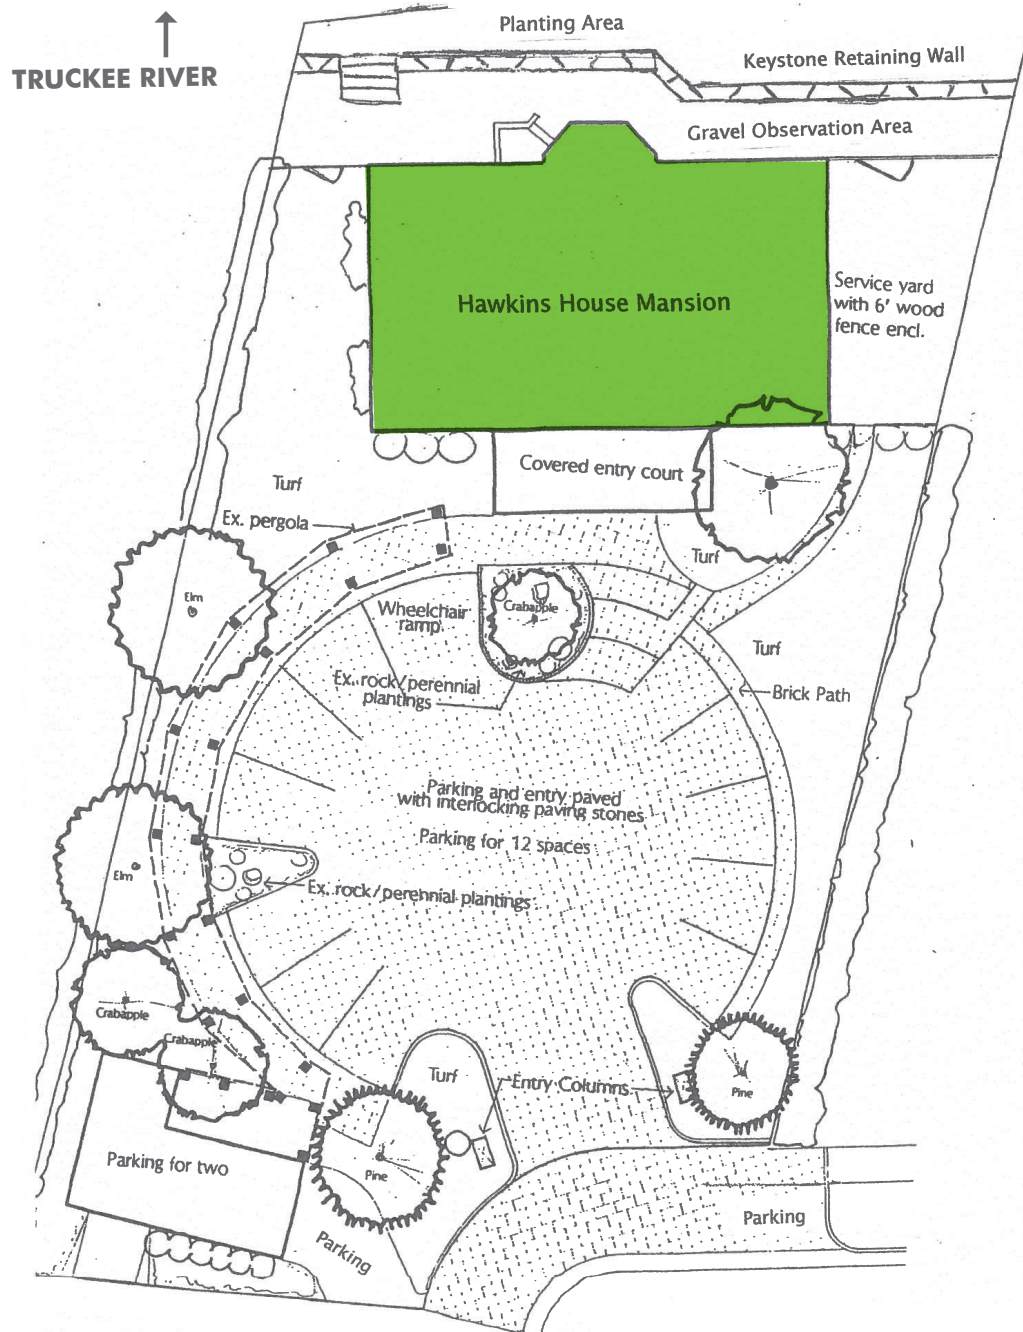 Planting Area
TRUCKEE RIVER
Keystone Retaining Wall
Gravel Observation Area
Hawkins House Mansion
Service yard
with 6' wood
fence encl.
Covered entry court
Turf
Ex. pergola
Turf
Elm
Wheelchair
ramp
Crabapple
Turf
Ex. rock/perennial
plantings
Brick Path
Parking and entry paved
with interlocking paving stones
Parking for 12 spaces
Elm
Ex. rock/perennial plantings
Crabapple
Crabapple
Turf
Entry Columns
Pine
Parking for two
Pine
Parking
Parking